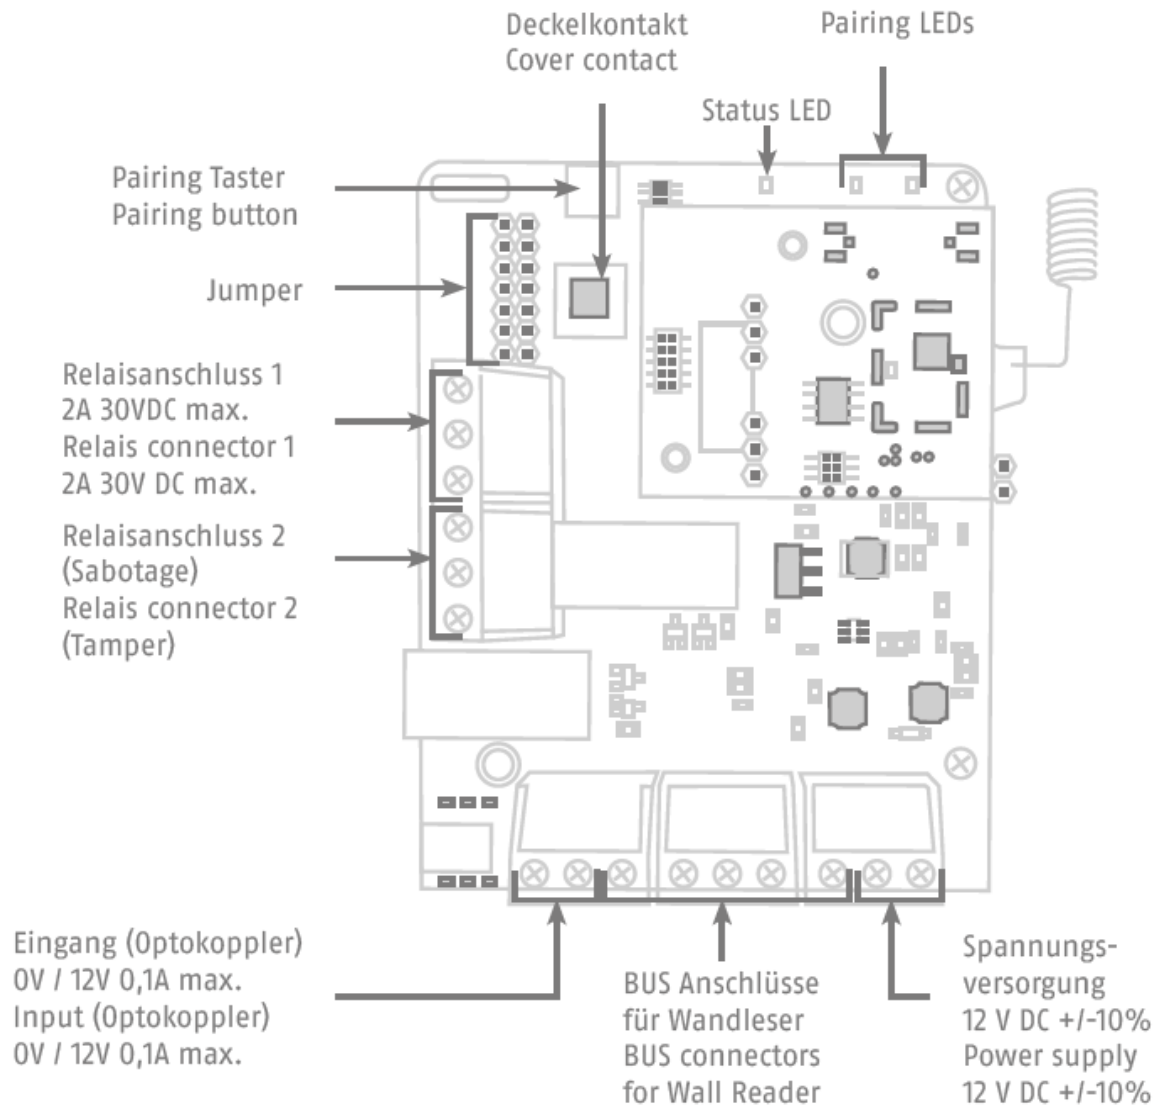 Deckelkontakt
Cover contact
Pairing LEDs
Status LED
Pairing Taster
Pairing button
Jumper
Relaisanschluss 1
2A 30VDC max.
Relais connector 1
2A 30V DC max.
Relaisanschluss 2
(Sabotage)
Relais connector 2
(Tamper)
Eingang (Optokoppler)
0V / 12V 0,1A max.
Input (Optokoppler)
0V / 12V 0,1A max.
BUS Anschlüsse
für Wandleser
BUS connectors
for Wall Reader
Spannungs-
versorgung
12 V DC +/-10%
Power supply
12 V DC +/-10%